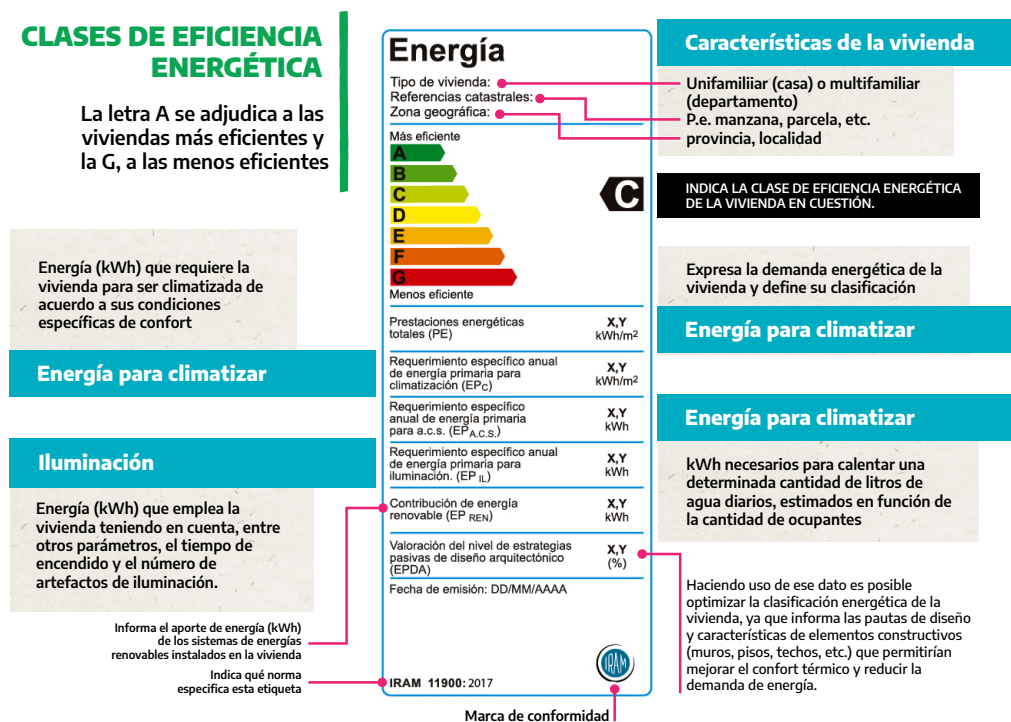 CLASES DE EFICIENCIA
ENERGÉTICA
La letra A se adjudica a las
viviendas más eficientes y
la G, a las menos eficientes
Energía (kWh) que requiere la
vivienda para ser climatizada de
acuerdo a sus condiciones
específicas de confort
Energía para climatizar
Iluminación
Energía (kWh) que emplea la
vivienda teniendo en cuenta, entre
otros parámetros, el tiempo de
encendido y el número de
artefactos de iluminación.
Informa el aporte de energía (kWh)
de los sistemas de energías
renovables instalados en la vivienda
Indica qué norma
especifica esta etiqueta
Energía
Tipo de vivienda:
Referencias catastrales:
Zona geográfica:
Más eficiente
A
B
C
D
E
F
G
Menos eficiente
C
Prestaciones energéticas
totales (PE)
X,Y
kWh/m2
Requerimiento específico anual
de energía primaria para
climatización (EPC)
X,Y
kWh/m2
Requerimiento específico
anual de energía primaria
para a.c.s. (EP A.C.S.)
X,Y
kWh
Requerimiento específico anual
de energía primaria para
iluminación. (EP IL)
X,Y
kWh
Contribución de energía
renovable (EP REN)
X,Y
kWh
Valoración del nivel de estrategias
pasivas de diseño arquitectónico
(EPDA)
X,Y
(%)
Fecha de emisión: DD/MM/AAAA
IRAM
IRAM 11900: 2017
Marca de conformidad
Características de la vivienda
Unifamiliiar (casa) o multifamiliar
(departamento)
P.e. manzana, parcela, etc.
provincia, localidad
INDICA LA CLASE DE EFICIENCIA ENERGÉTICA
DE LA VIVIENDA EN CUESTIÓN.
Expresa la demanda energética de la
vivienda y define su clasificación
Energía para climatizar
Energía para climatizar
kWh necesarios para calentar una
determinada cantidad de litros de
agua diarios, estimados en función de
la cantidad de ocupantes
Haciendo uso de ese dato es posible
optimizar la clasificación energética de la
vivienda, ya que informa las pautas de diseño
y características de elementos constructivos
(muros, pisos, techos, etc.) que permitirían
mejorar el confort térmico y reducir la
demanda de energía.